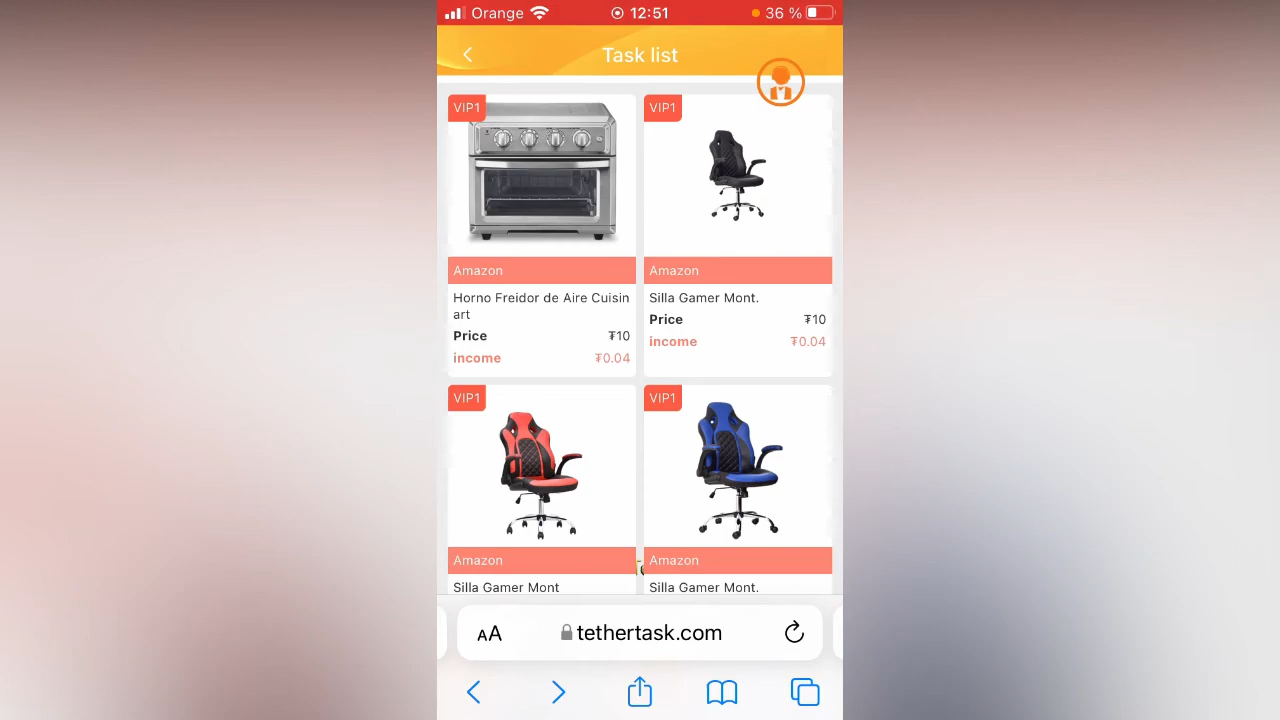 Orange 12:51 36 %
Task list
VIP1 VIP1
Amazon Amazon
Horno Freidor de Aire Cuisin
art
Price ₮10
income ₮0.04
Silla Gamer Mont.
Price ₮10
income ₮0.04
VIP1 VIP1
Amazon Amazon
Silla Gamer Mont Silla Gamer Mont.
AA tethertask.com